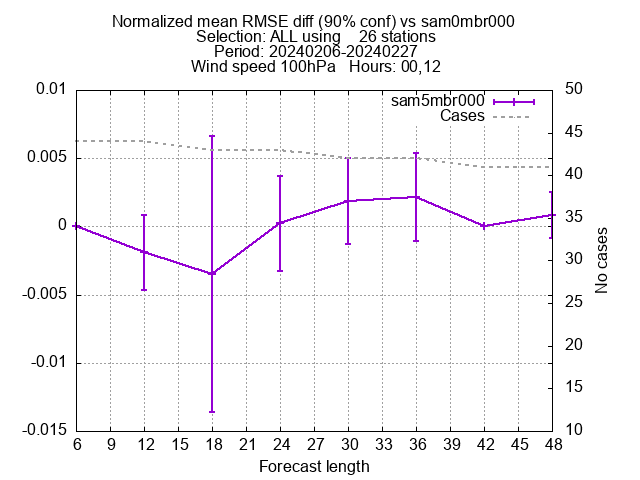 Normalized mean RMSE diff (90% conf) vs sam0mbr000
Selection: ALL using    26 stations
Period: 20240206-20240227
Wind speed 100hPa   Hours: 00,12
sam5mbr000
Cases
0.01
0.005
0
-0.005
-0.01
-0.015
50
45
40
35
30
25
20
15
10
No cases
6 9 12 15 18 21 24 27 30 33 36 39 42 45 48
Forecast length